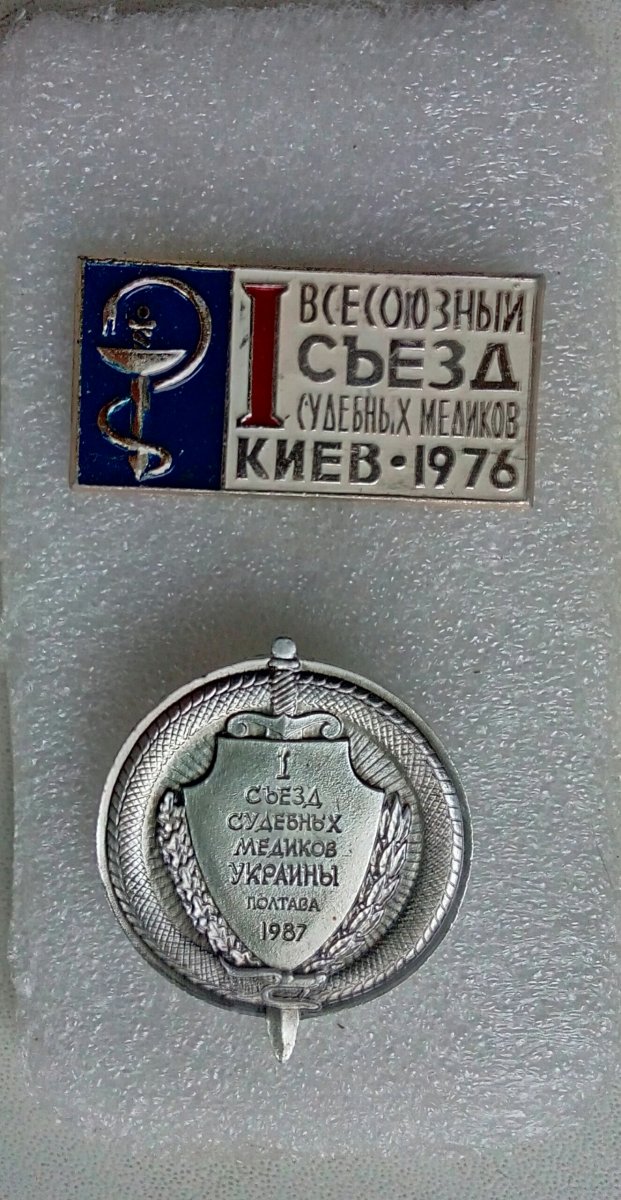 I ВСЕСОЮЗНЫЙ
СЪЕЗД
СУДЕБНЫХ МЕДИКОВ
КИЕВ • 1976
I
СЪЕЗД
СУДЕБНЫХ
МЕДИКОВ
УКРАИНЫ
ПОЛТАВА
1987